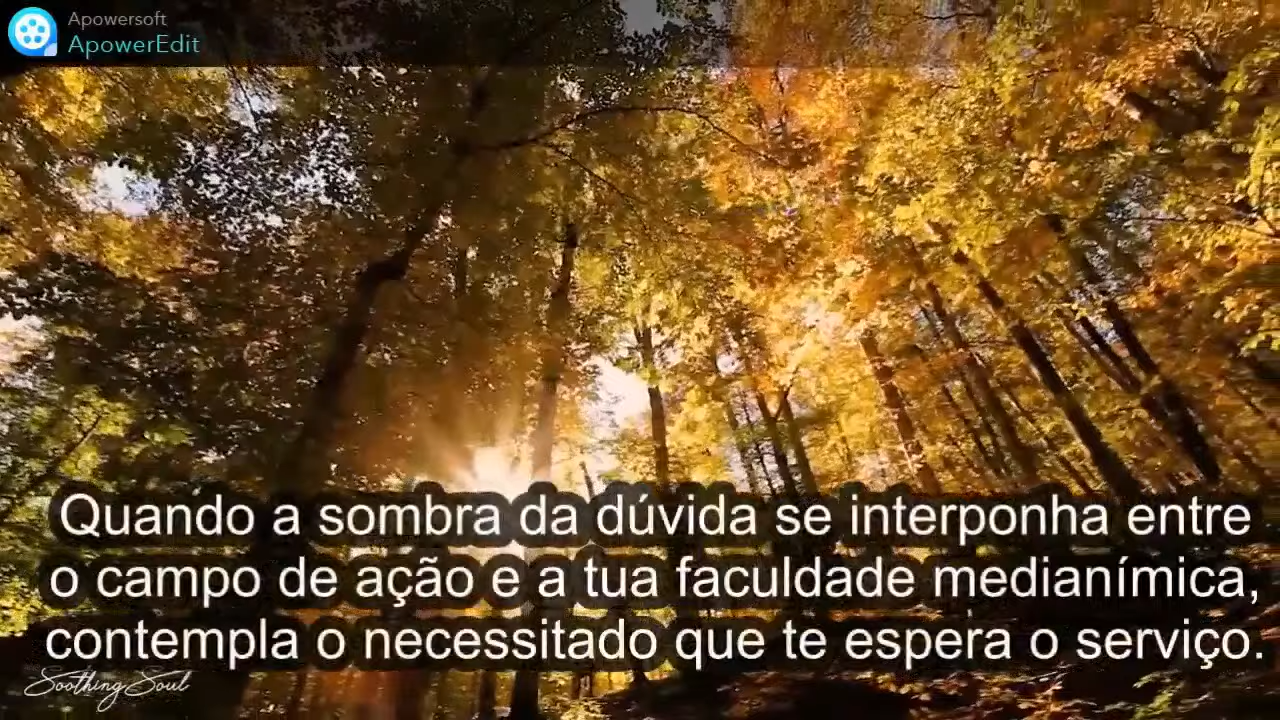 Apowersoft
ApowerEdit
Quando a sombra da dúvida se interponha entre
o campo de ação e a tua faculdade medianímica,
contempla o necessitado que te espera o serviço.
Soothing Soul